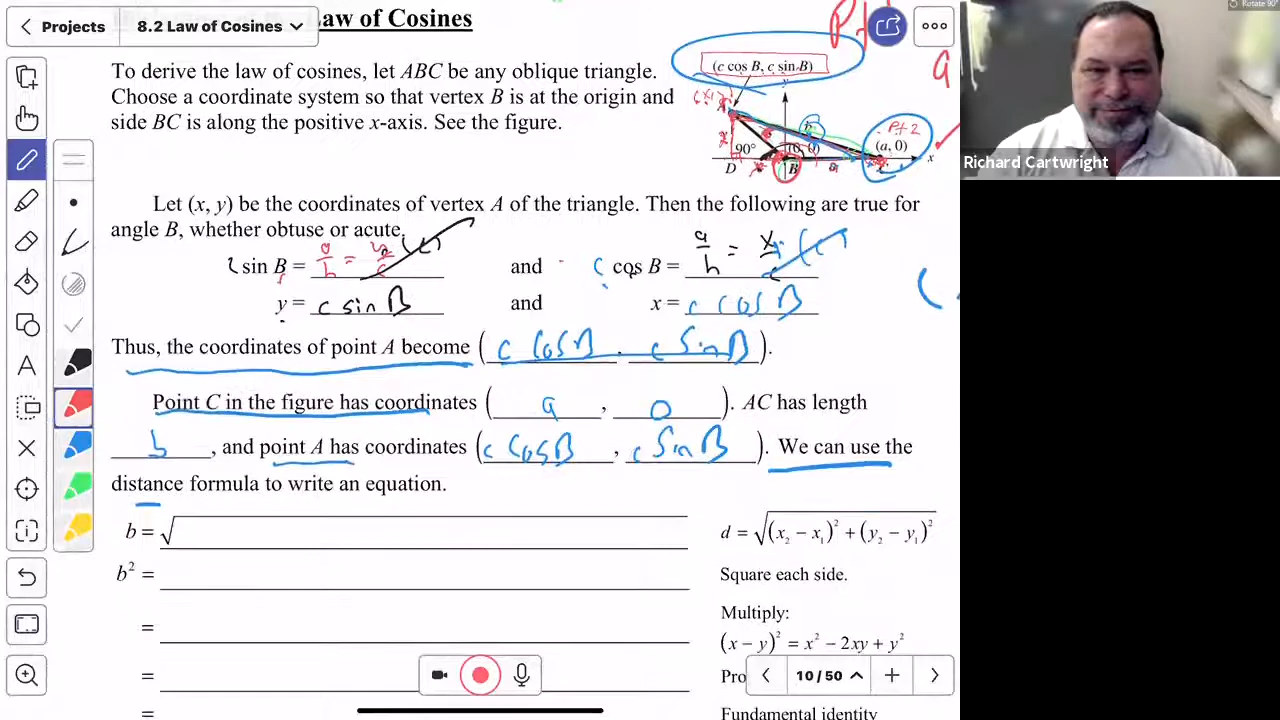 Projects
8.2 Law of Cosines
Law of Cosines
Rotate 90°
To derive the law of cosines, let ABC be any oblique triangle.
Choose a coordinate system so that vertex B is at the origin and
side BC is along the positive x-axis. See the figure.
(c cos B, c sin B)
y
Pt 2
(a, 0)
90°
D
B
x
a
Richard Cartwright
Let (x, y) be the coordinates of vertex A of the triangle. Then the following are true for
angle B, whether obtuse or acute.
sin B = o/h = y/c (c) and c cos B = a/h = x/c (c)
y = c sin B and x = c cos B
Thus, the coordinates of point A become (c cos B, c sin B).
Point C in the figure has coordinates (a, 0). AC has length
b, and point A has coordinates (c cos B, c sin B). We can use the
distance formula to write an equation.
b = √
d = √(x₂ − x₁)² + (y₂ − y₁)²
b² =
Square each side.
Multiply:
=
(x − y)² = x² − 2xy + y²
=
Pro
10 / 50
=
Fundamental identity